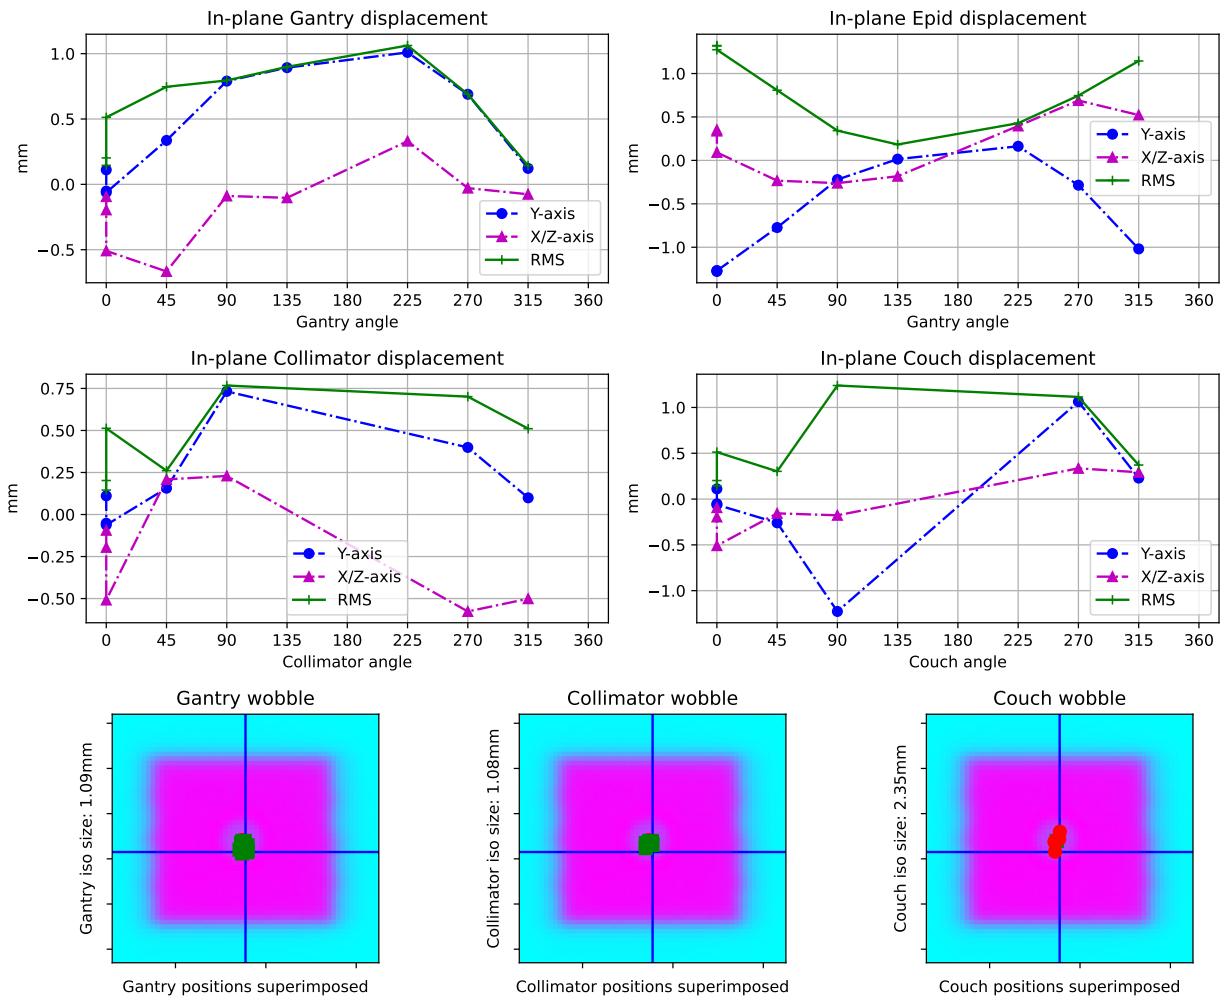 In-plane Gantry displacement
mm
1.0
0.5
0.0
−0.5
0 45 90 135 180 225 270 315 360
Gantry angle
Y-axis
X/Z-axis
RMS
In-plane Epid displacement
mm
1.0
0.5
0.0
−0.5
−1.0
0 45 90 135 180 225 270 315 360
Gantry angle
Y-axis
X/Z-axis
RMS
In-plane Collimator displacement
mm
0.75
0.50
0.25
0.00
−0.25
−0.50
0 45 90 135 180 225 270 315 360
Collimator angle
Y-axis
X/Z-axis
RMS
In-plane Couch displacement
mm
1.0
0.5
0.0
−0.5
−1.0
0 45 90 135 180 225 270 315 360
Couch angle
Y-axis
X/Z-axis
RMS
Gantry wobble
Gantry iso size: 1.09mm
Gantry positions superimposed
Collimator wobble
Collimator iso size: 1.08mm
Collimator positions superimposed
Couch wobble
Couch iso size: 2.35mm
Couch positions superimposed